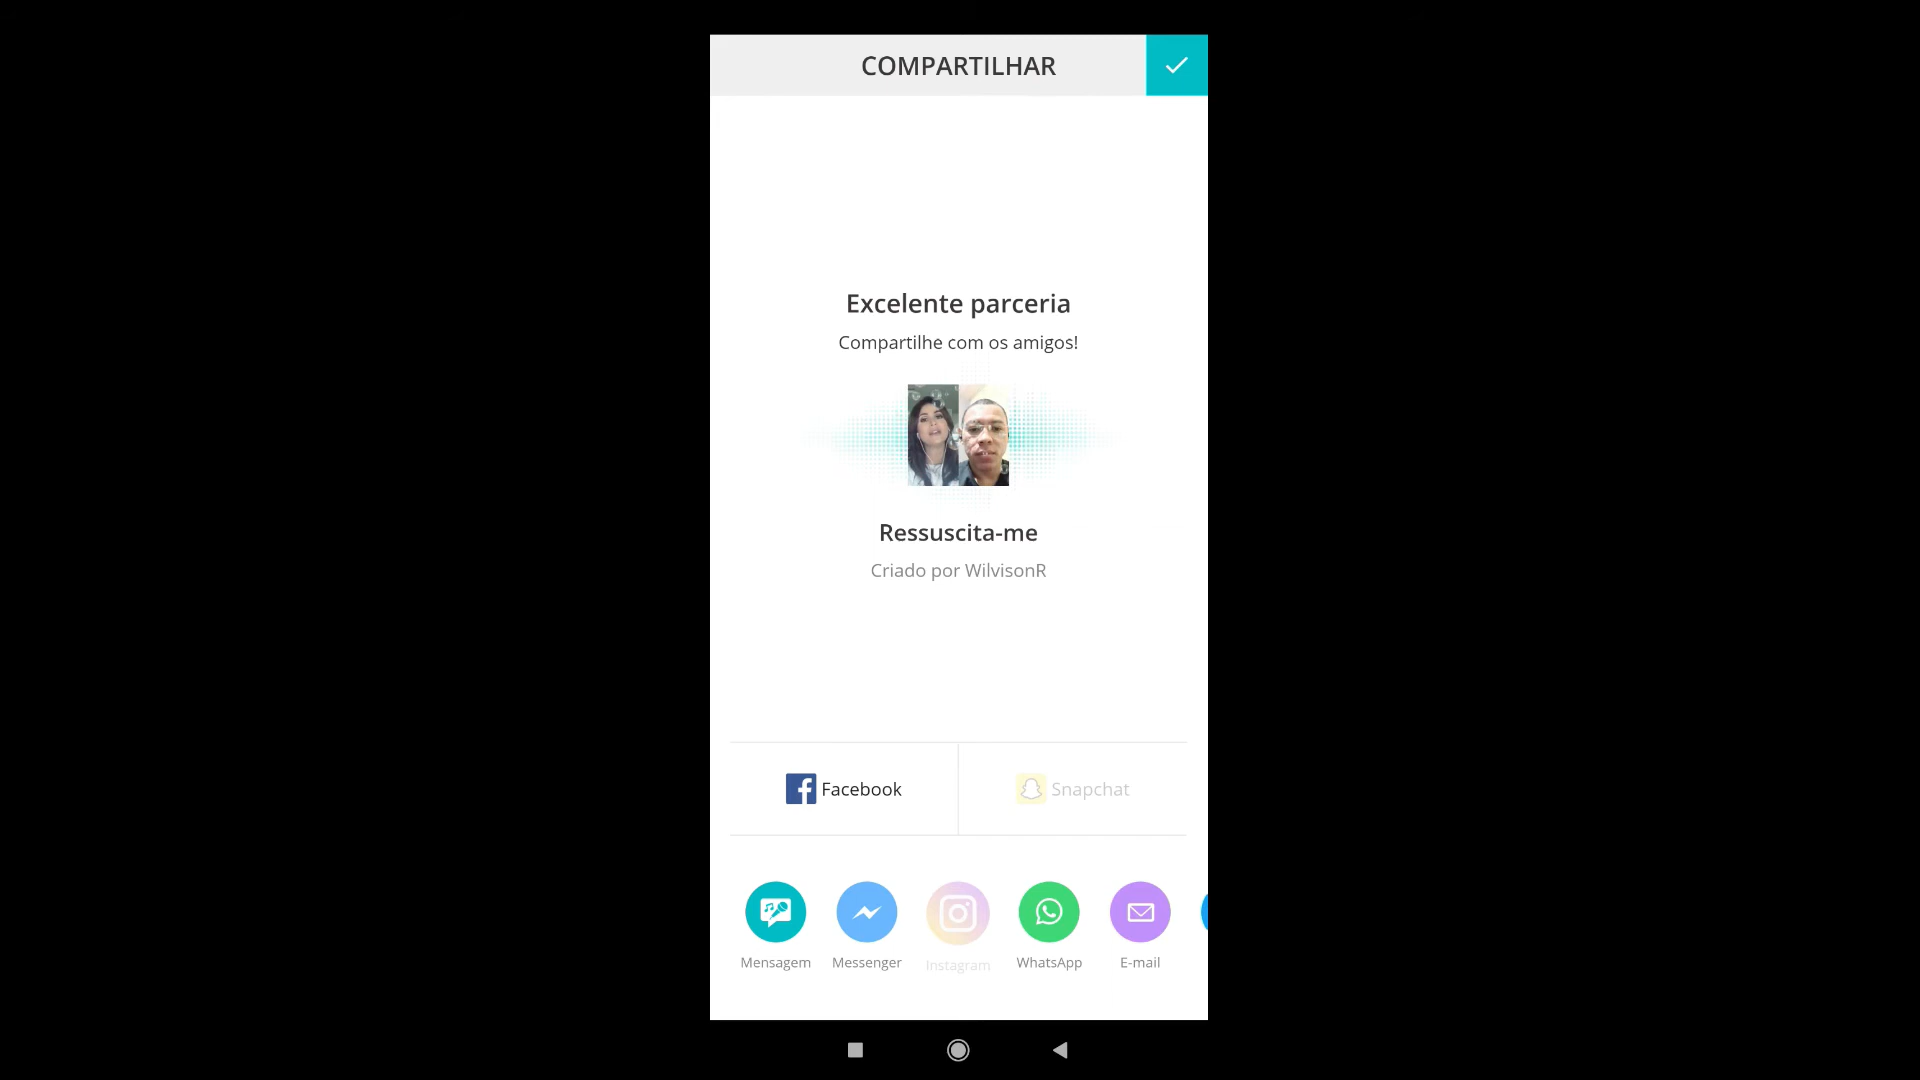 COMPARTILHAR
Excelente parceria
Compartilhe com os amigos!
Ressuscita-me
Criado por WilvisonR
Facebook
Snapchat
Mensagem
Messenger
Instagram
WhatsApp
E-mail